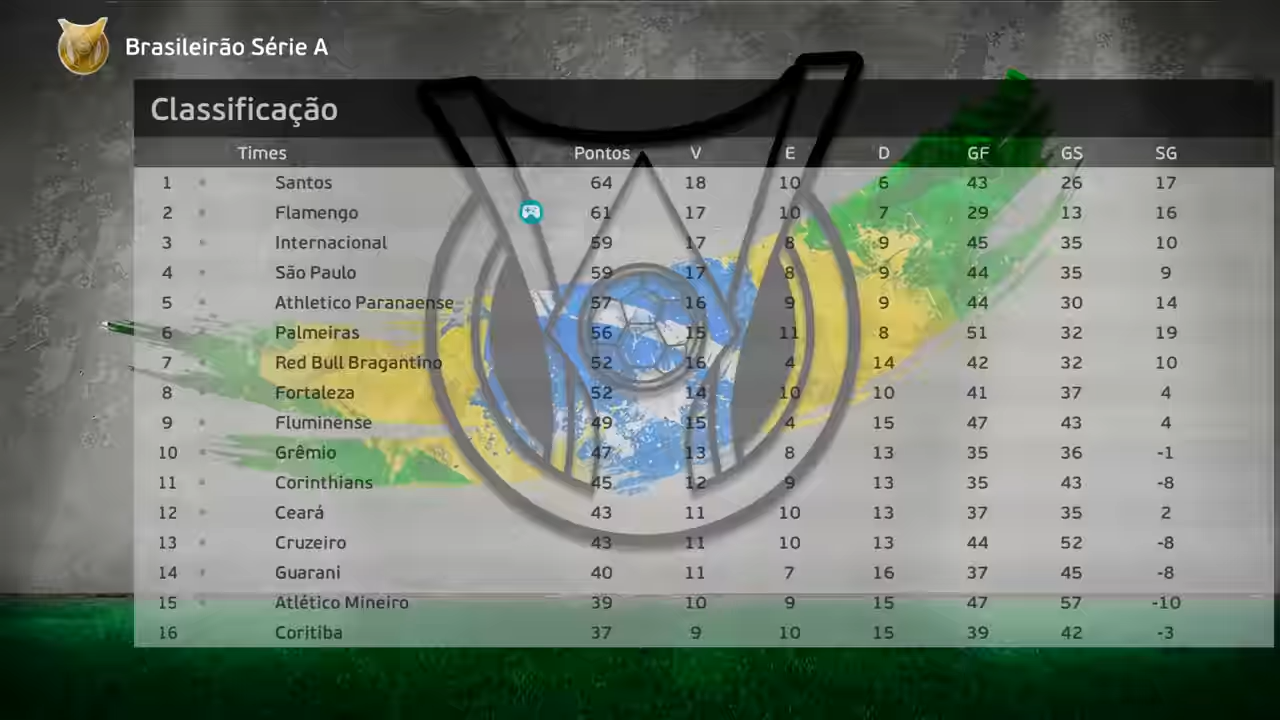 Brasileirão Série A
Classificação
Times Pontos V E D GF GS SG
1 Santos 64 18 10 6 43 26 17
2 Flamengo 61 17 10 7 29 13 16
3 Internacional 59 17 8 9 45 35 10
4 São Paulo 59 17 8 9 44 35 9
5 Athletico Paranaense 57 16 9 9 44 30 14
6 Palmeiras 56 15 11 8 51 32 19
7 Red Bull Bragantino 52 16 4 14 42 32 10
8 Fortaleza 52 14 10 10 41 37 4
9 Fluminense 49 15 4 15 47 43 4
10 Grêmio 47 13 8 13 35 36 -1
11 Corinthians 45 12 9 13 35 43 -8
12 Ceará 43 11 10 13 37 35 2
13 Cruzeiro 43 11 10 13 44 52 -8
14 Guarani 40 11 7 16 37 45 -8
15 Atlético Mineiro 39 10 9 15 47 57 -10
16 Coritiba 37 9 10 15 39 42 -3